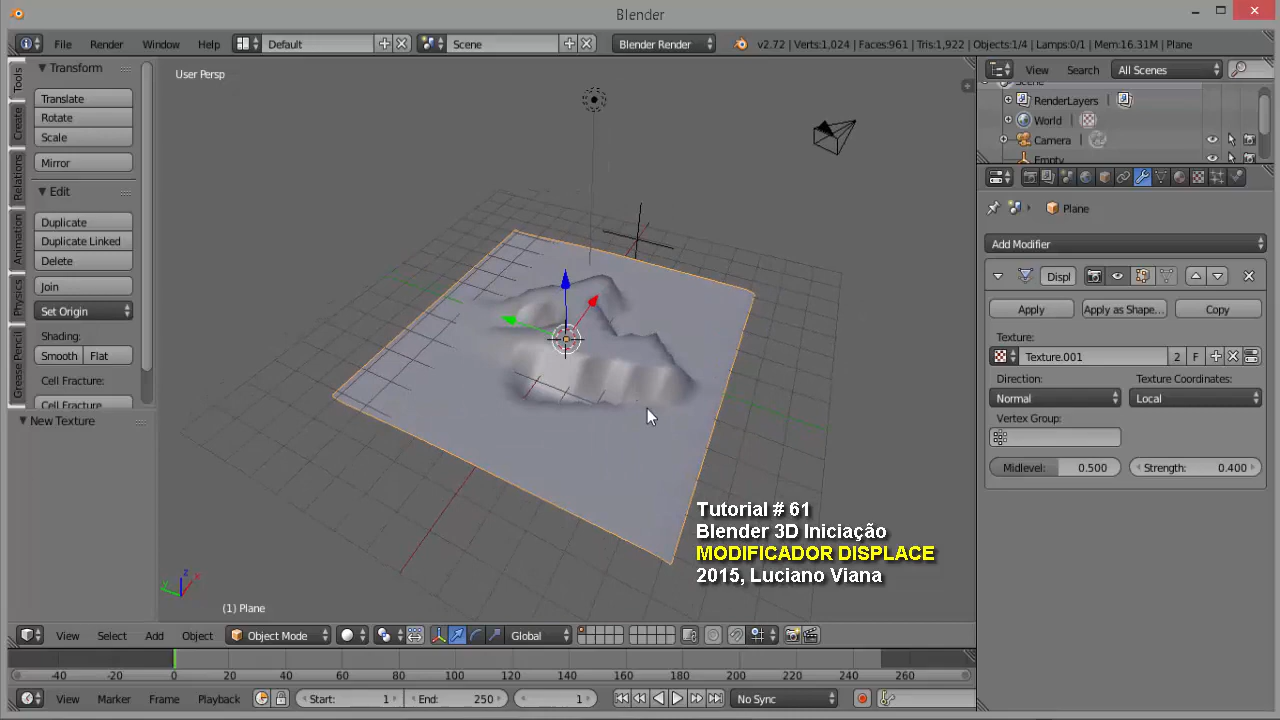 Blender
File Render Window Help Default Scene Blender Render v2.72 | Verts:1,024 | Faces:961 | Tris:1,922 | Objects:1/4 | Lamps:0/1 | Mem:16.31M | Plane
Tools
Create
Relations
Animation
Physics
Grease Pencil
Transform
Translate
Rotate
Scale
Mirror
Edit
Duplicate
Duplicate Linked
Delete
Join
Set Origin
Shading:
Smooth Flat
Cell Fracture:
Cell Fracture
New Texture
User Persp
(1) Plane
Tutorial # 61
Blender 3D Iniciação
MODIFICADOR DISPLACE
2015, Luciano Viana
View Search All Scenes
Scene
RenderLayers
World
Camera
Empty
Plane
Add Modifier
Displ
Apply Apply as Shape... Copy
Texture:
Texture.001 2 F
Direction: Texture Coordinates:
Normal Local
Vertex Group:
Midlevel: 0.500 Strength: 0.400
View Select Add Object Object Mode Global
-40 -20 0 20 40 60 80 100 120 140 160 180 200 220 240 260
View Marker Frame Playback Start: 1 End: 250 1 No Sync